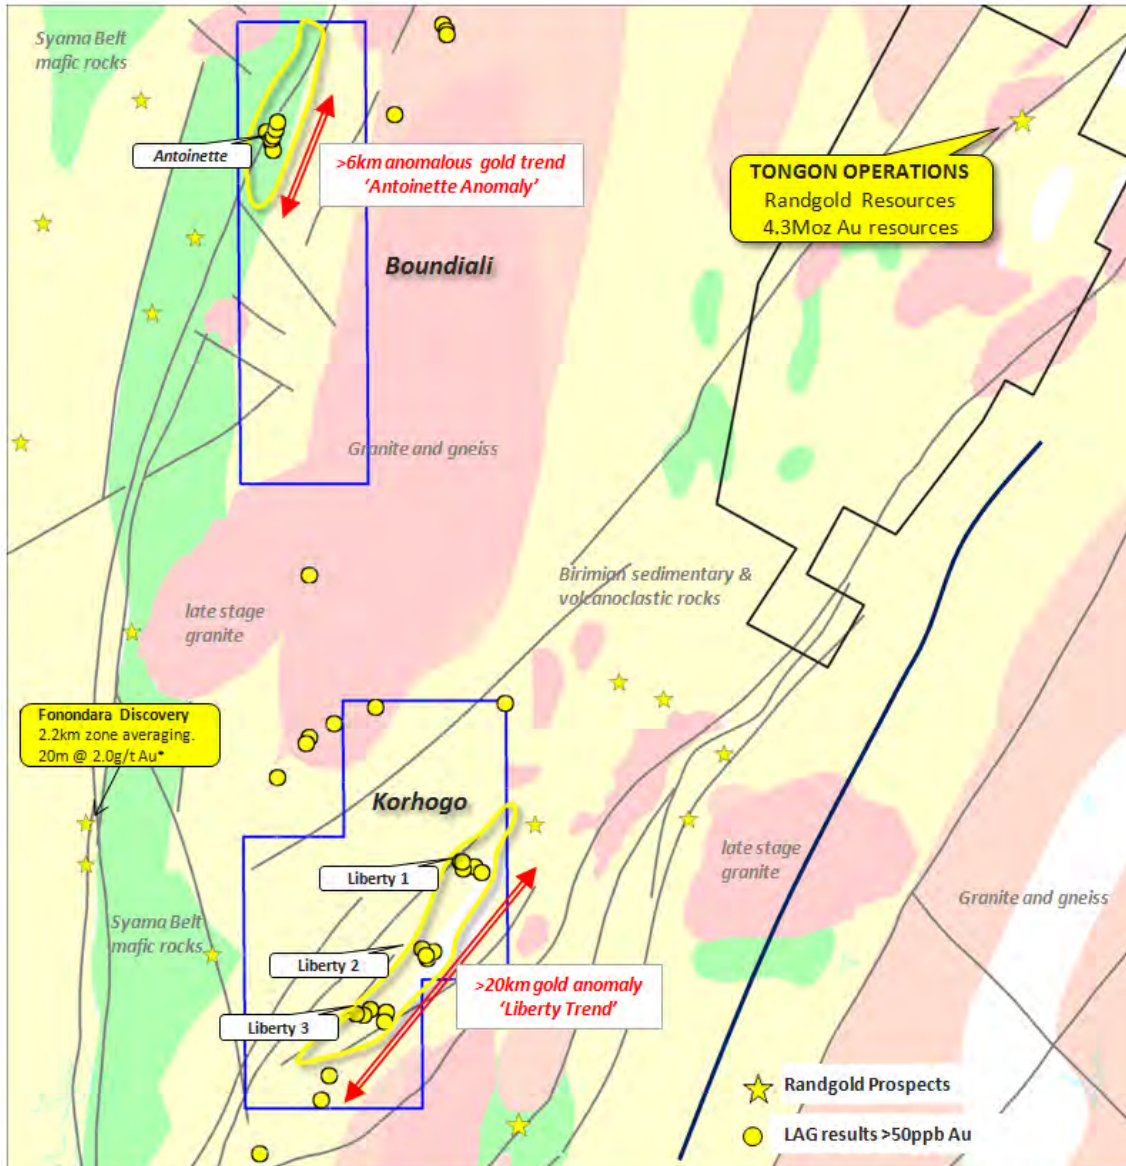 Syama Belt
mafic rocks
Antoinette
>6km anomalous gold trend
‘Antoinette Anomaly’
TONGON OPERATIONS
Randgold Resources
4.3Moz Au resources
Boundiali
Granite and gneiss
Birimian sedimentary &
volcanoclastic rocks
late stage
granite
Fonondara Discovery
2.2km zone averaging.
20m @ 2.0g/t Au*
Korhogo
Liberty 1
late stage
granite
Granite and gneiss
Syama Belt
mafic rocks
Liberty 2
>20km gold anomaly
‘Liberty Trend’
Liberty 3
Randgold Prospects
LAG results >50ppb Au